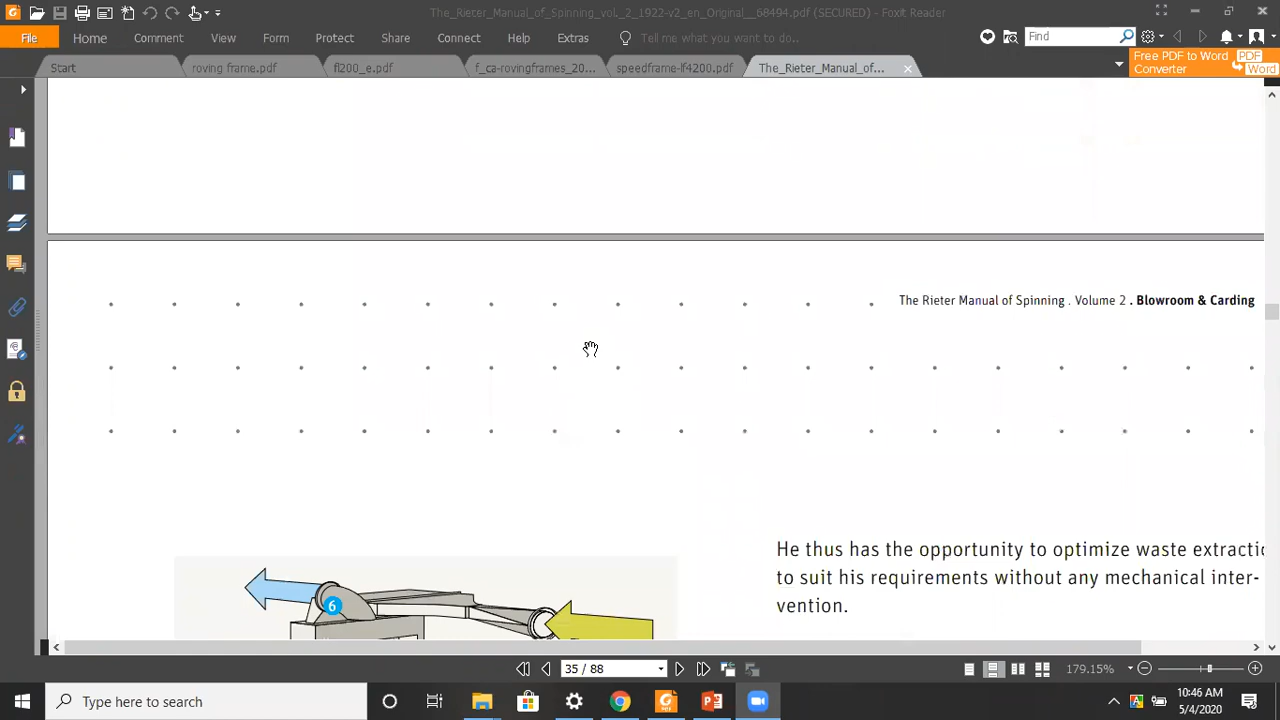 The_Rieter_Manual_of_Spinning_vol._2_1922-v2_en_Original__68494.pdf (SECURED) - Foxit Reader
File Home Comment View Form Protect Share Connect Help Extras Tell me what you want to do... Find
Start roving frame.pdf fl200_e.pdf f_ca-rovingframes_20... speedframe-lf4200.pdf The_Rieter_Manual_of...
Free PDF to Word
Converter
PDF
Word
The Rieter Manual of Spinning . Volume 2 . Blowroom & Carding
He thus has the opportunity to optimize waste extractio
to suit his requirements without any mechanical inter-
vention.
6
35 / 88
179.15%
Type here to search
10:46 AM
5/4/2020